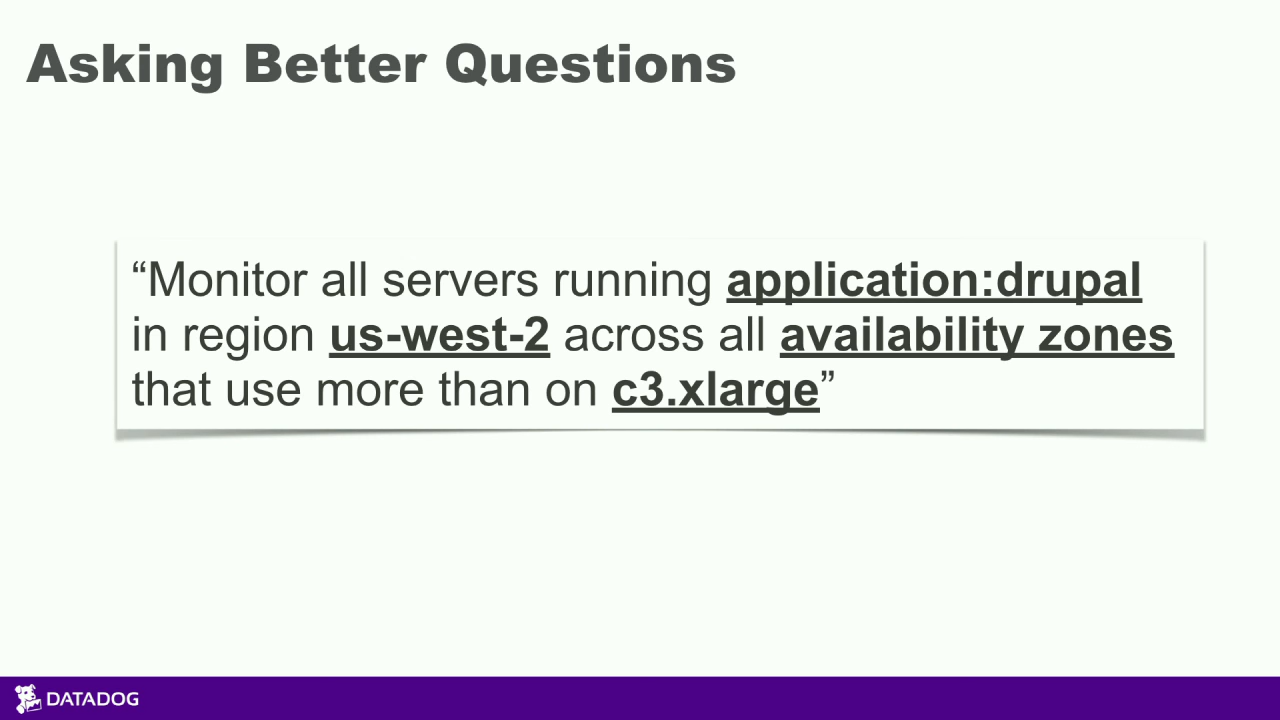 Asking Better Questions
“Monitor all servers running application:drupal
in region us-west-2 across all availability zones
that use more than on c3.xlarge”
DATADOG